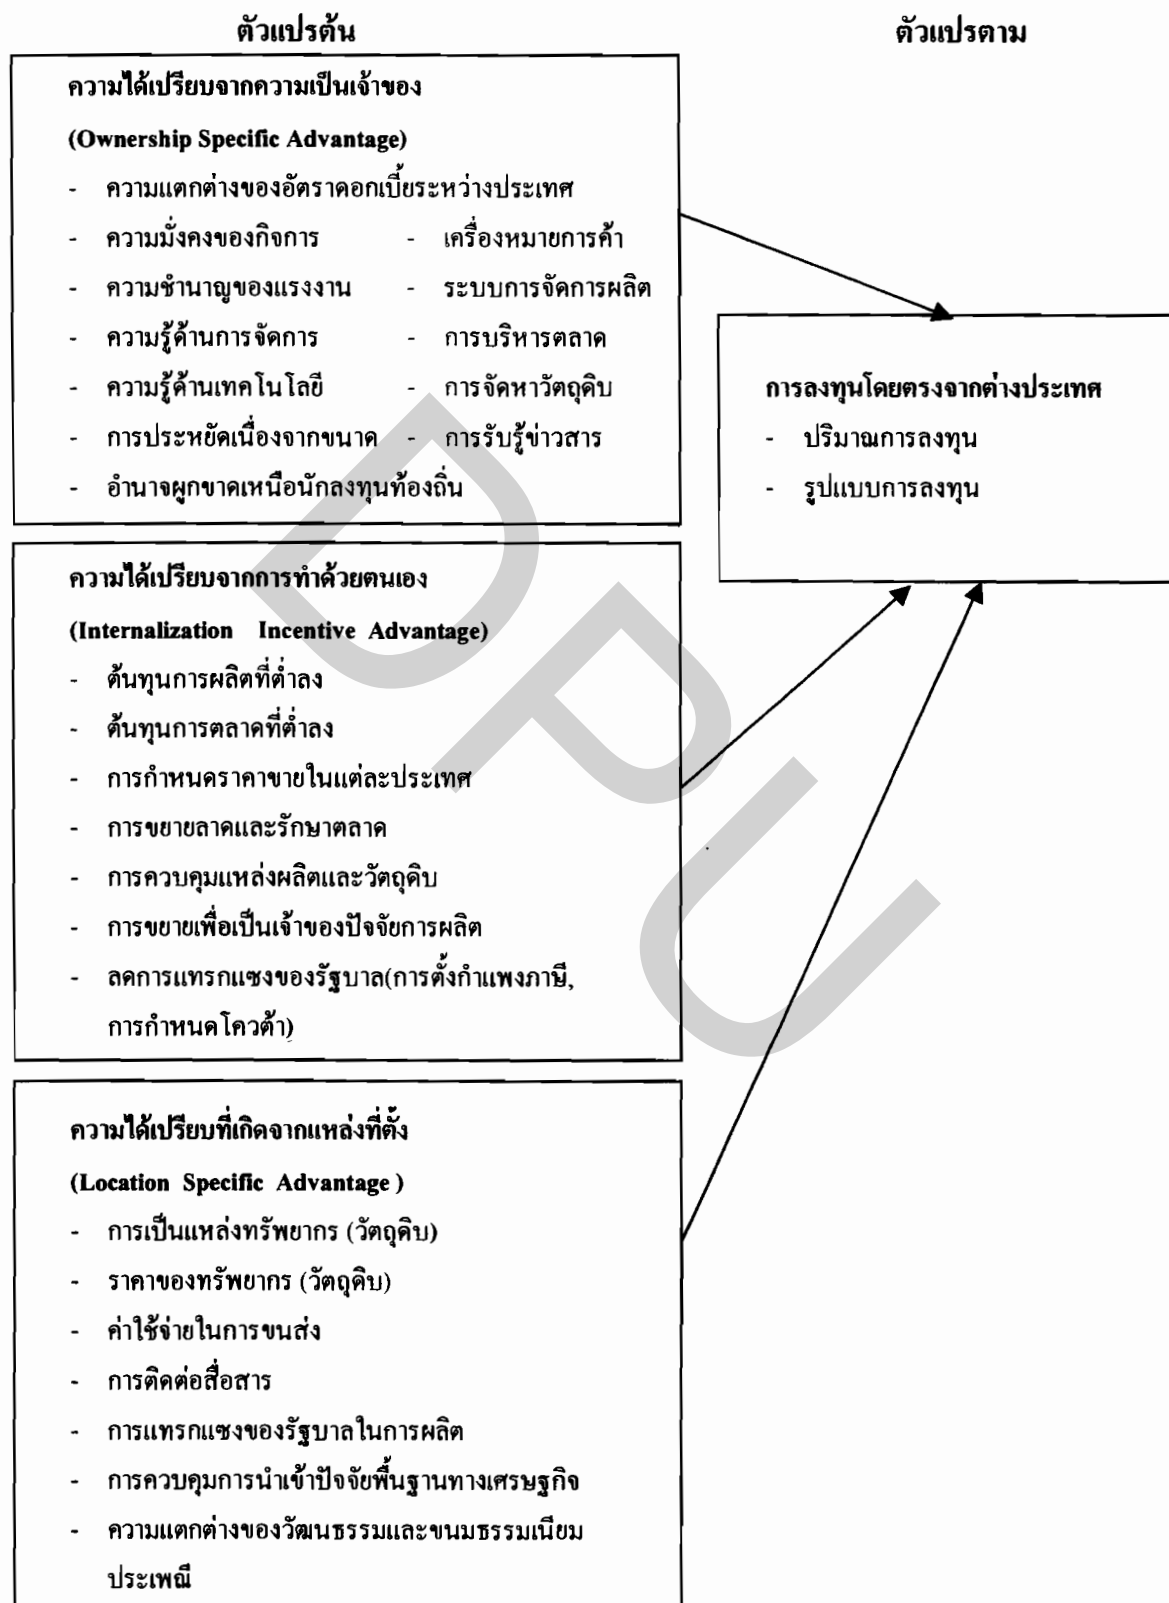 ตัวแปรต้น
ตัวแปรตาม
ความได้เปรียบจากความเป็นเจ้าของ
(Ownership Specific Advantage)
- ความแตกต่างของอัตราดอกเบี้ยระหว่างประเทศ
- ความมั่งคงของกิจการ - เครื่องหมายการค้า
- ความชำนาญของแรงงาน - ระบบการจัดการผลิต
- ความรู้ด้านการจัดการ - การบริหารตลาด
- ความรู้ด้านเทคโนโลยี - การจัดหาวัตถุดิบ
- การประหยัดเนื่องจากขนาด - การรับรู้ข่าวสาร
- อำนาจผูกขาดเหนือนักลงทุนท้องถิ่น
การลงทุนโดยตรงจากต่างประเทศ
- ปริมาณการลงทุน
- รูปแบบการลงทุน
ความได้เปรียบจากการทำด้วยตนเอง
(Internalization Incentive Advantage)
- ต้นทุนการผลิตที่ต่ำลง
- ต้นทุนการตลาดที่ต่ำลง
- การกำหนดราคาขายในแต่ละประเทศ
- การขยายลาดและรักษาตลาด
- การควบคุมแหล่งผลิตและวัตถุดิบ
- การขยายเพื่อเป็นเจ้าของปัจจัยการผลิต
- ลดการแทรกแซงของรัฐบาล(การตั้งกำแพงภาษี,
การกำหนดโควต้า)
ความได้เปรียบที่เกิดจากแหล่งที่ตั้ง
(Location Specific Advantage )
- การเป็นแหล่งทรัพยากร (วัตถุดิบ)
- ราคาของทรัพยากร (วัตถุดิบ)
- ค่าใช้จ่ายในการขนส่ง
- การติดต่อสื่อสาร
- การแทรกแซงของรัฐบาลในการผลิต
- การควบคุมการนำเข้าปัจจัยพื้นฐานทางเศรษฐกิจ
- ความแตกต่างของวัฒนธรรมและขนมธรรมเนียม
ประเพณี
DPU